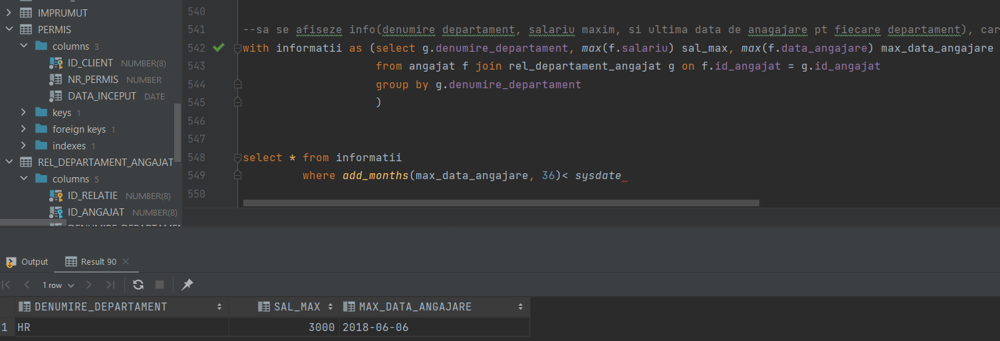 IMPRUMUT
PERMIS
columns 3
ID_CLIENT NUMBER(8)
NR_PERMIS NUMBER
DATA_INCEPUT DATE
keys 1
foreign keys 1
indexes 1
REL_DEPARTAMENT_ANGAJAT
columns 5
ID_RELATIE NUMBER(8)
ID_ANGAJAT NUMBER(8)
540
541 --sa se afiseze info(denumire departament, salariu maxim, si ultima data de anagajare pt fiecare departament), car
542 with informatii as (select g.denumire_departament, max(f.salariu) sal_max, max(f.data_angajare) max_data_angajare
543 from angajat f join rel_departament_angajat g on f.id_angajat = g.id_angajat
544 group by g.denumire_departament
545 )
546
547
548 select * from informatii
549 where add_months(max_data_angajare, 36)< sysdate
550
Output Result 90
1 row
DENUMIRE_DEPARTAMENT SAL_MAX MAX_DATA_ANGAJARE
1 HR 3000 2018-06-06